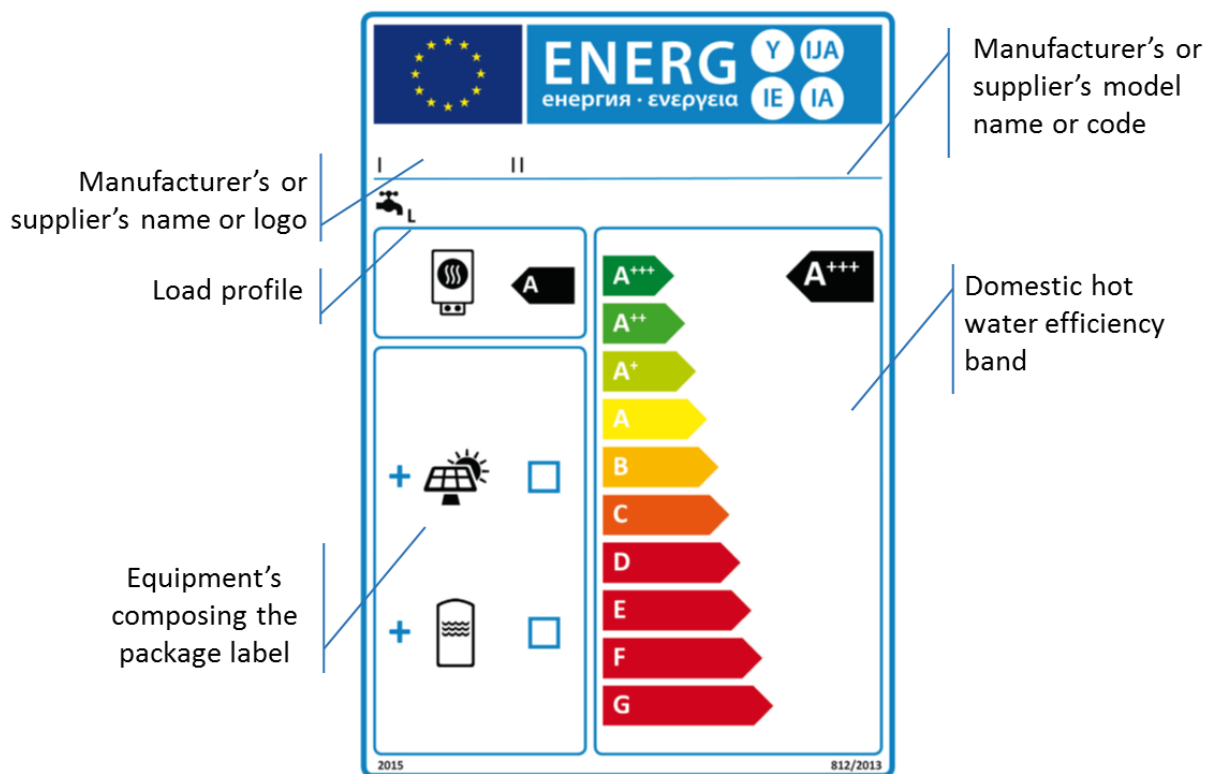 ENERG
Y IJA
IE IA
енергия · ενεργεια
Manufacturer's or
supplier's model
name or code
I II
Manufacturer's or
supplier's name or logo
L
Load profile
A
A+++
A++
A+
A
B
C
D
E
F
G
A+++
Domestic hot
water efficiency
band
+
+
Equipment's
composing the
package label
2015
812/2013